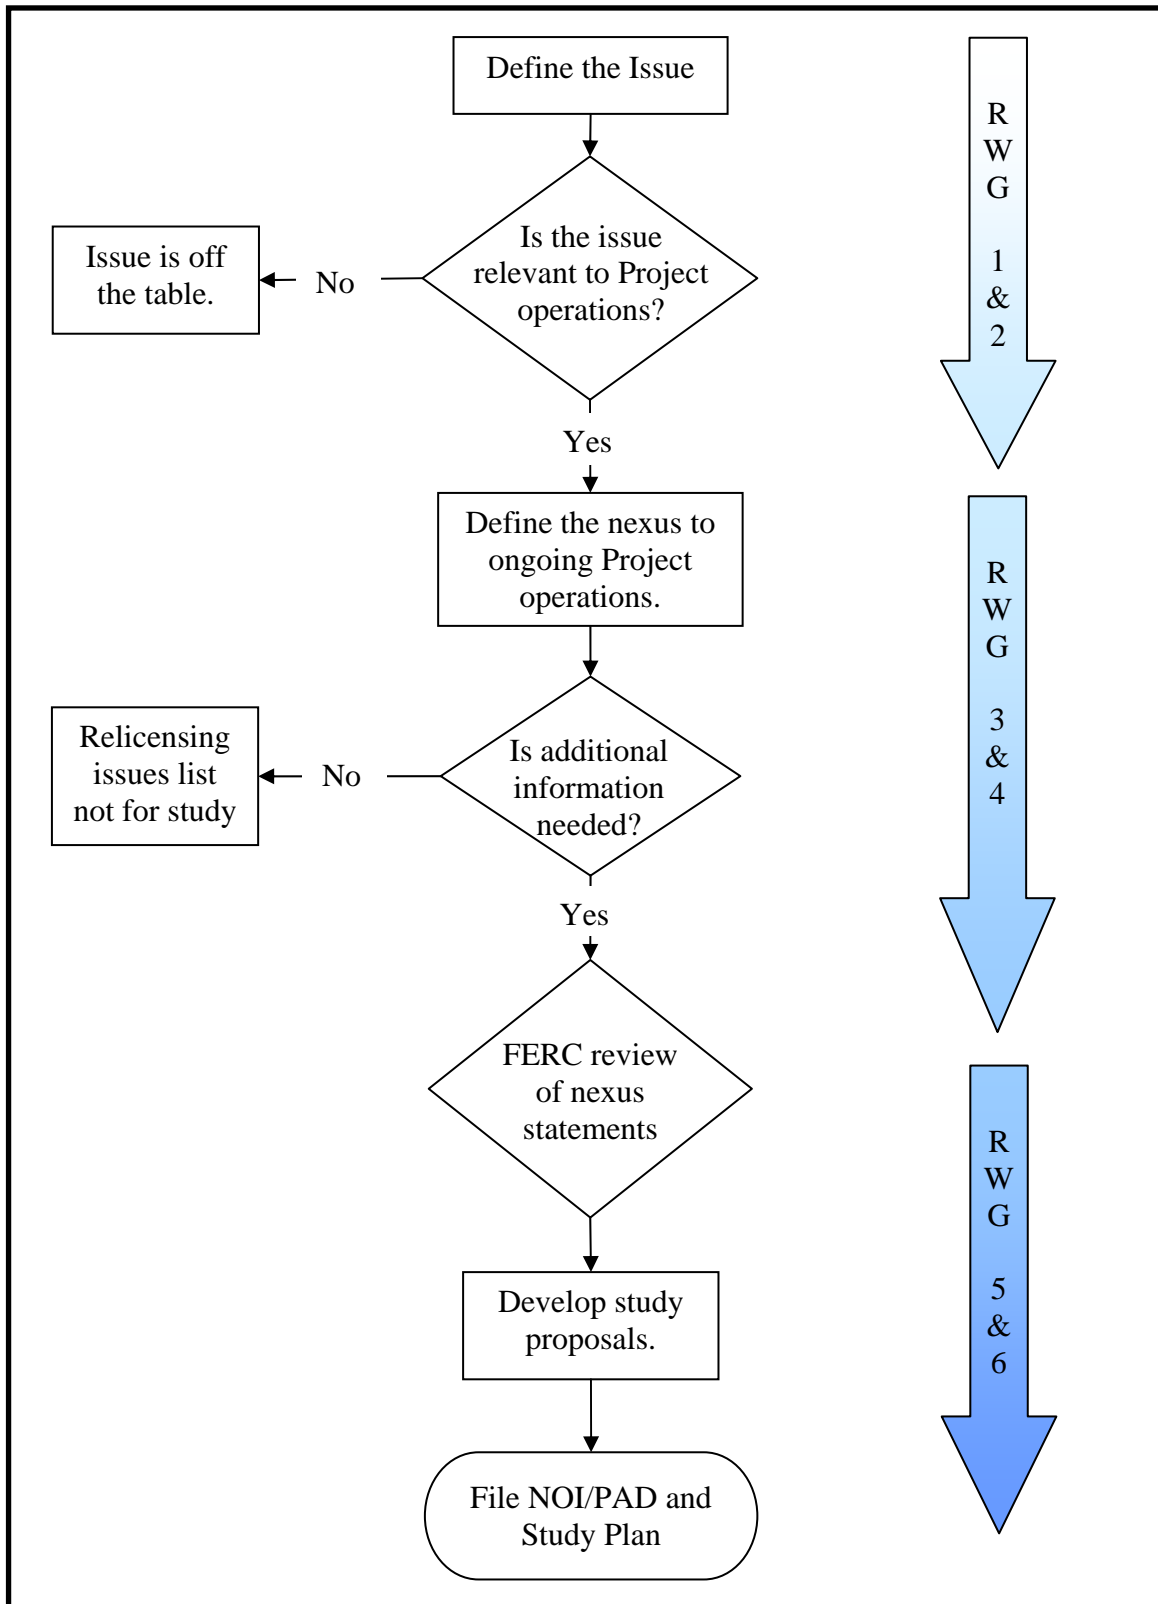 Define the Issue
Is the issue
relevant to Project
operations?
No
Issue is off
the table.
Yes
Define the nexus to
ongoing Project
operations.
Is additional
information
needed?
No
Relicensing
issues list
not for study
Yes
FERC review
of nexus
statements
Develop study
proposals.
File NOI/PAD and
Study Plan
R
W
G
1
&
2
R
W
G
3
&
4
R
W
G
5
&
6